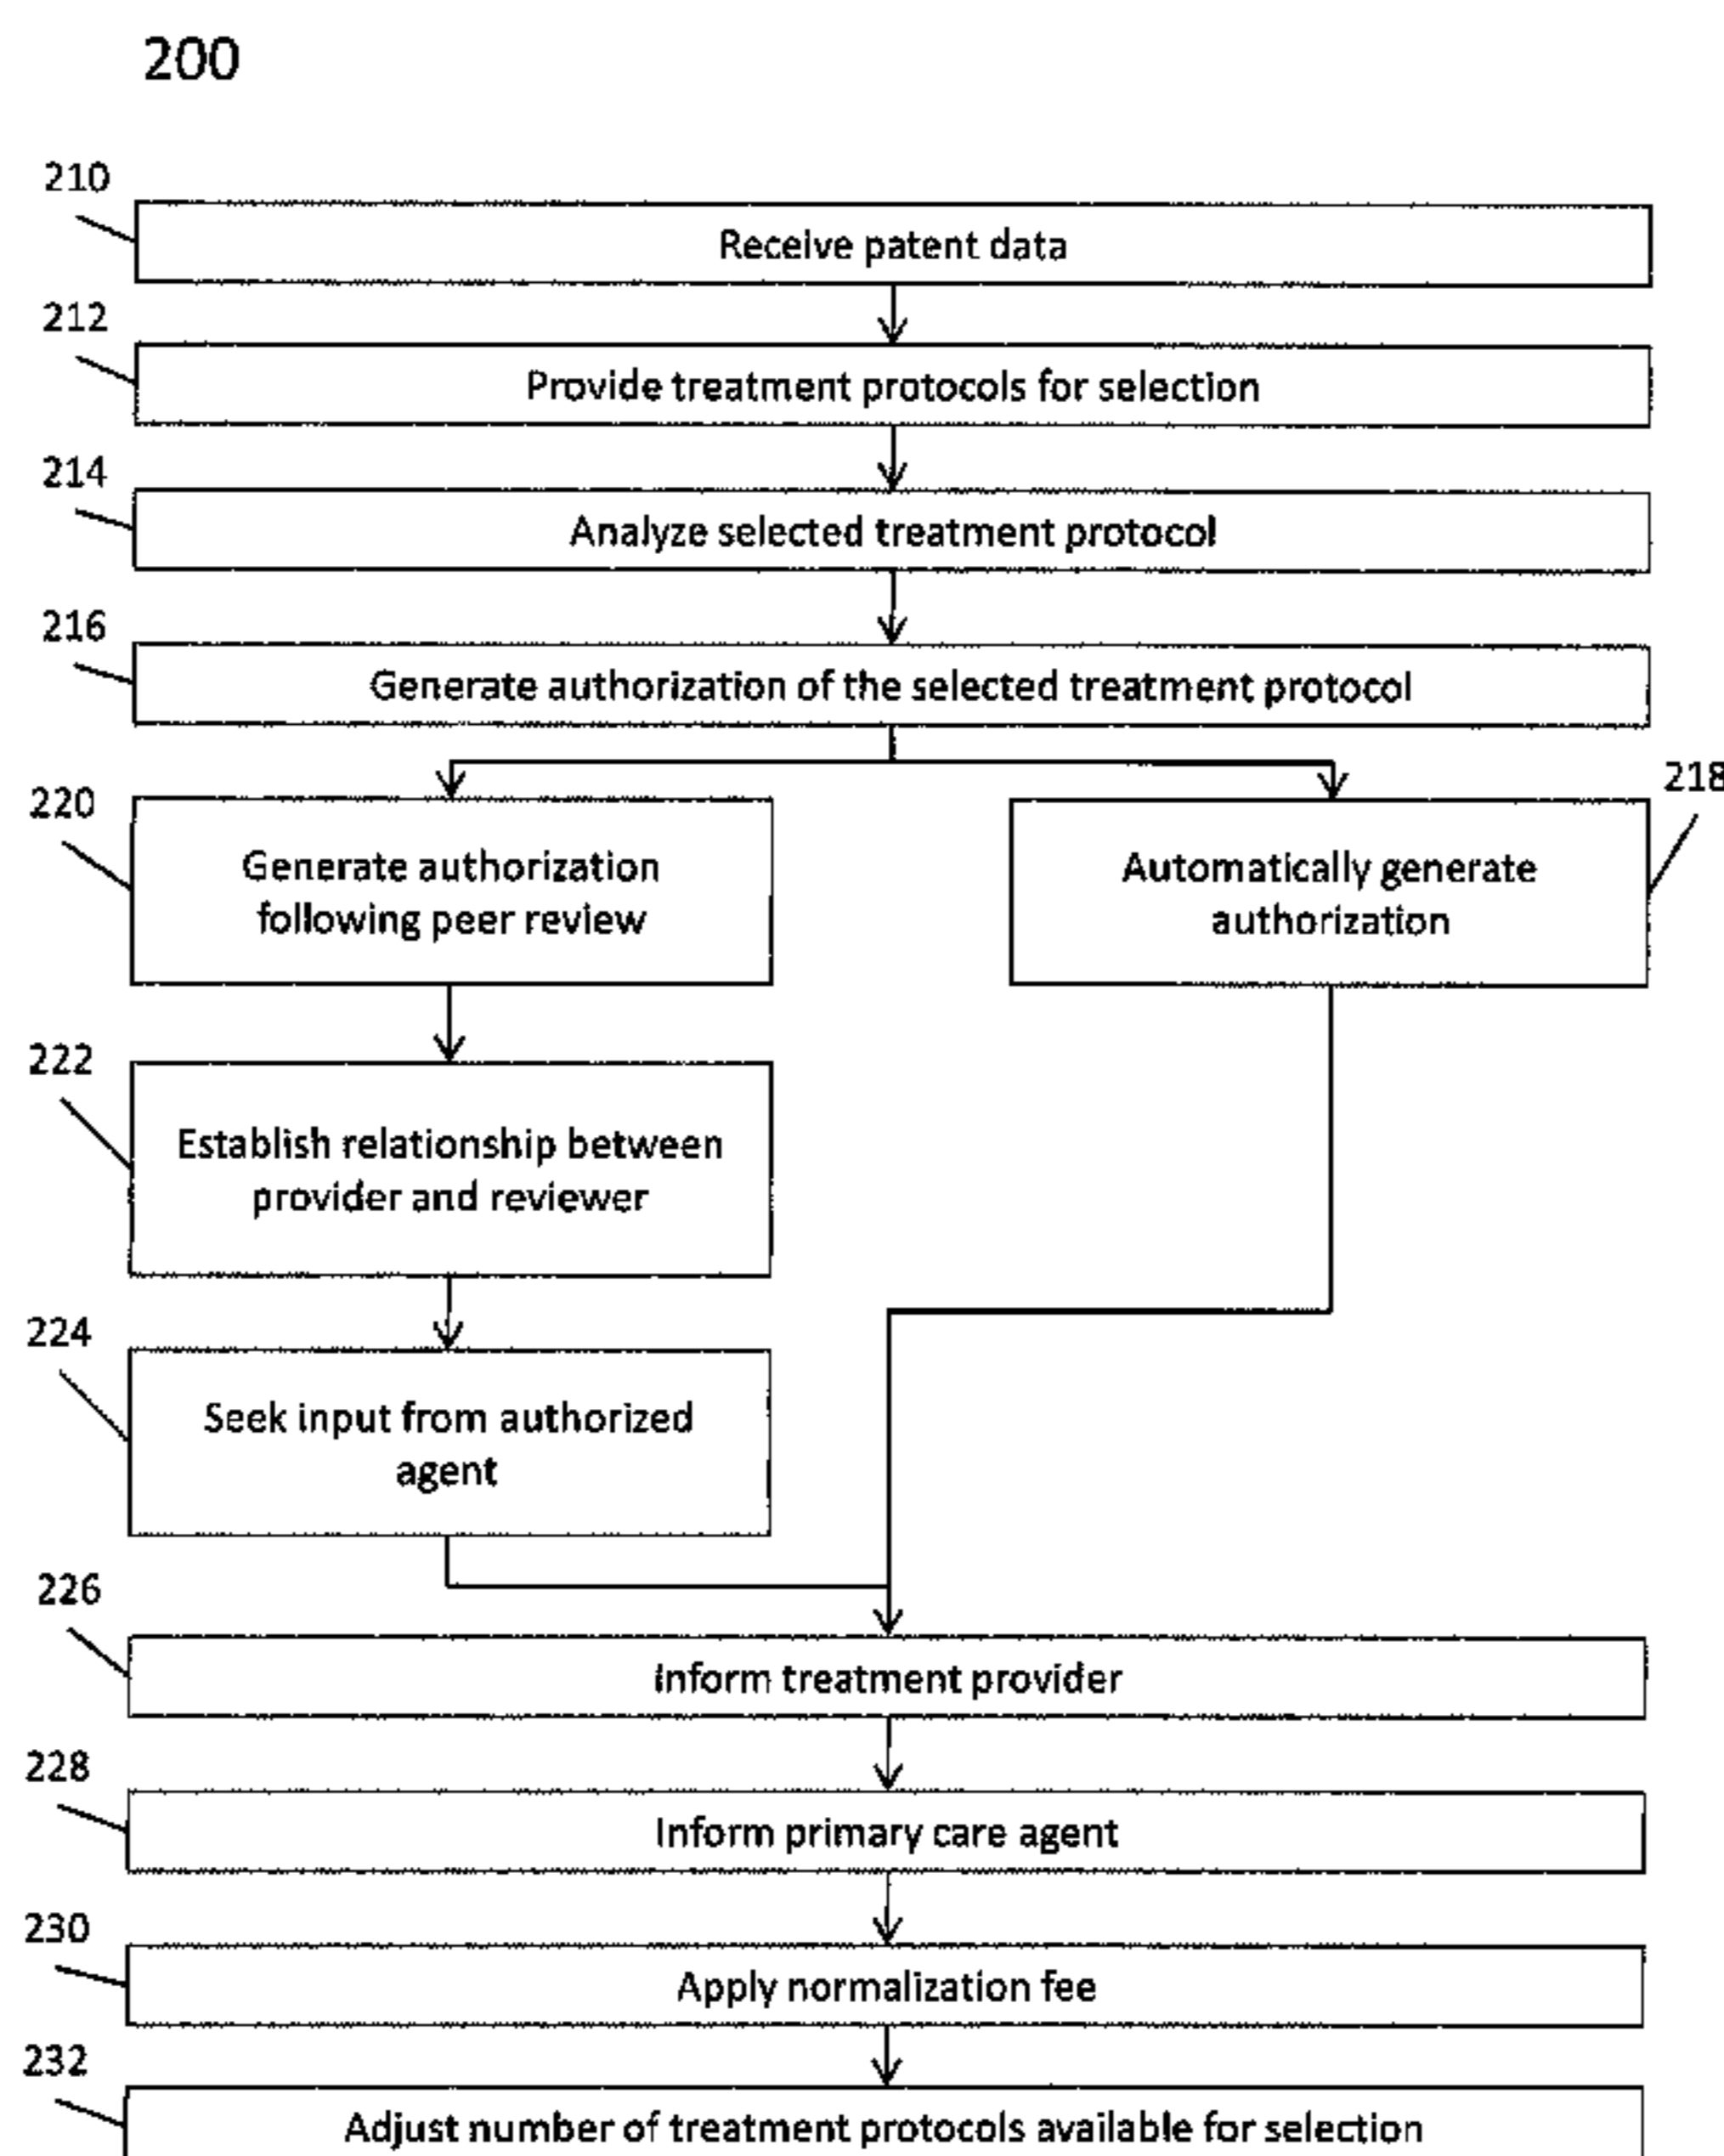 200
210
Receive patent data
212
Provide treatment protocols for selection
214
Analyze selected treatment protocol
216
Generate authorization of the selected treatment protocol
220
Generate authorization
following peer review
218
Automatically generate
authorization
222
Establish relationship between
provider and reviewer
224
Seek input from authorized
agent
226
Inform treatment provider
228
Inform primary care agent
230
Apply normalization fee
232
Adjust number of treatment protocols available for selection